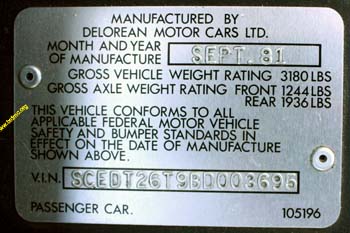 MANUFACTURED BY
DELOREAN MOTOR CARS LTD.
MONTH AND YEAR
OF MANUFACTURE SEPT. 81
GROSS VEHICLE WEIGHT RATING 3180 LBS
GROSS AXLE WEIGHT RATING FRONT 1244 LBS
REAR 1936 LBS
THIS VEHICLE CONFORMS TO ALL
APPLICABLE FEDERAL MOTOR VEHICLE
SAFETY AND BUMPER STANDARDS IN
EFFECT ON THE DATE OF MANUFACTURE
SHOWN ABOVE.
V.I.N. SCEDT26T9BD003695
PASSENGER CAR. 105196